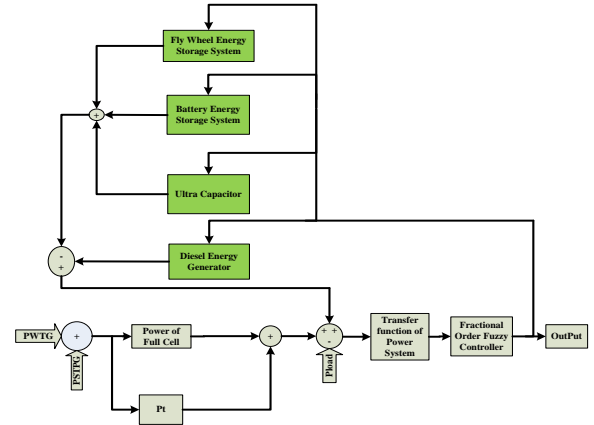 Fly Wheel Energy
Storage System
+
Battery Energy
Storage System
Ultra Capacitor
-
+
Diesel Energy
Generator
PWTG
+
PSTPG
Power of
Full Cell
Pt
+
+ +
-
Pload
Transfer
function of
Power
System
Fractional
Order Fuzzy
Controller
OutPut